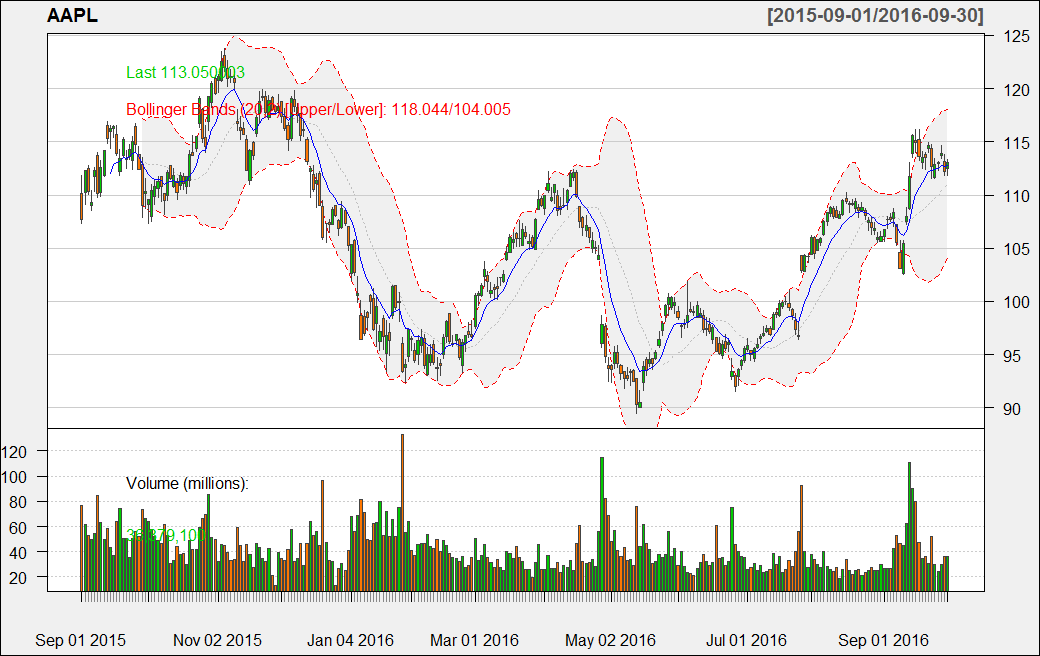 AAPL
[2015-09-01/2016-09-30]
Last 113.050003
Bollinger Bands [Upper/Lower]: 118.044/104.005
125
120
115
110
105
100
95
90
Volume (millions):
120
100
80
60
40
20
Sep 01 2015
Nov 02 2015
Jan 04 2016
Mar 01 2016
May 02 2016
Jul 01 2016
Sep 01 2016